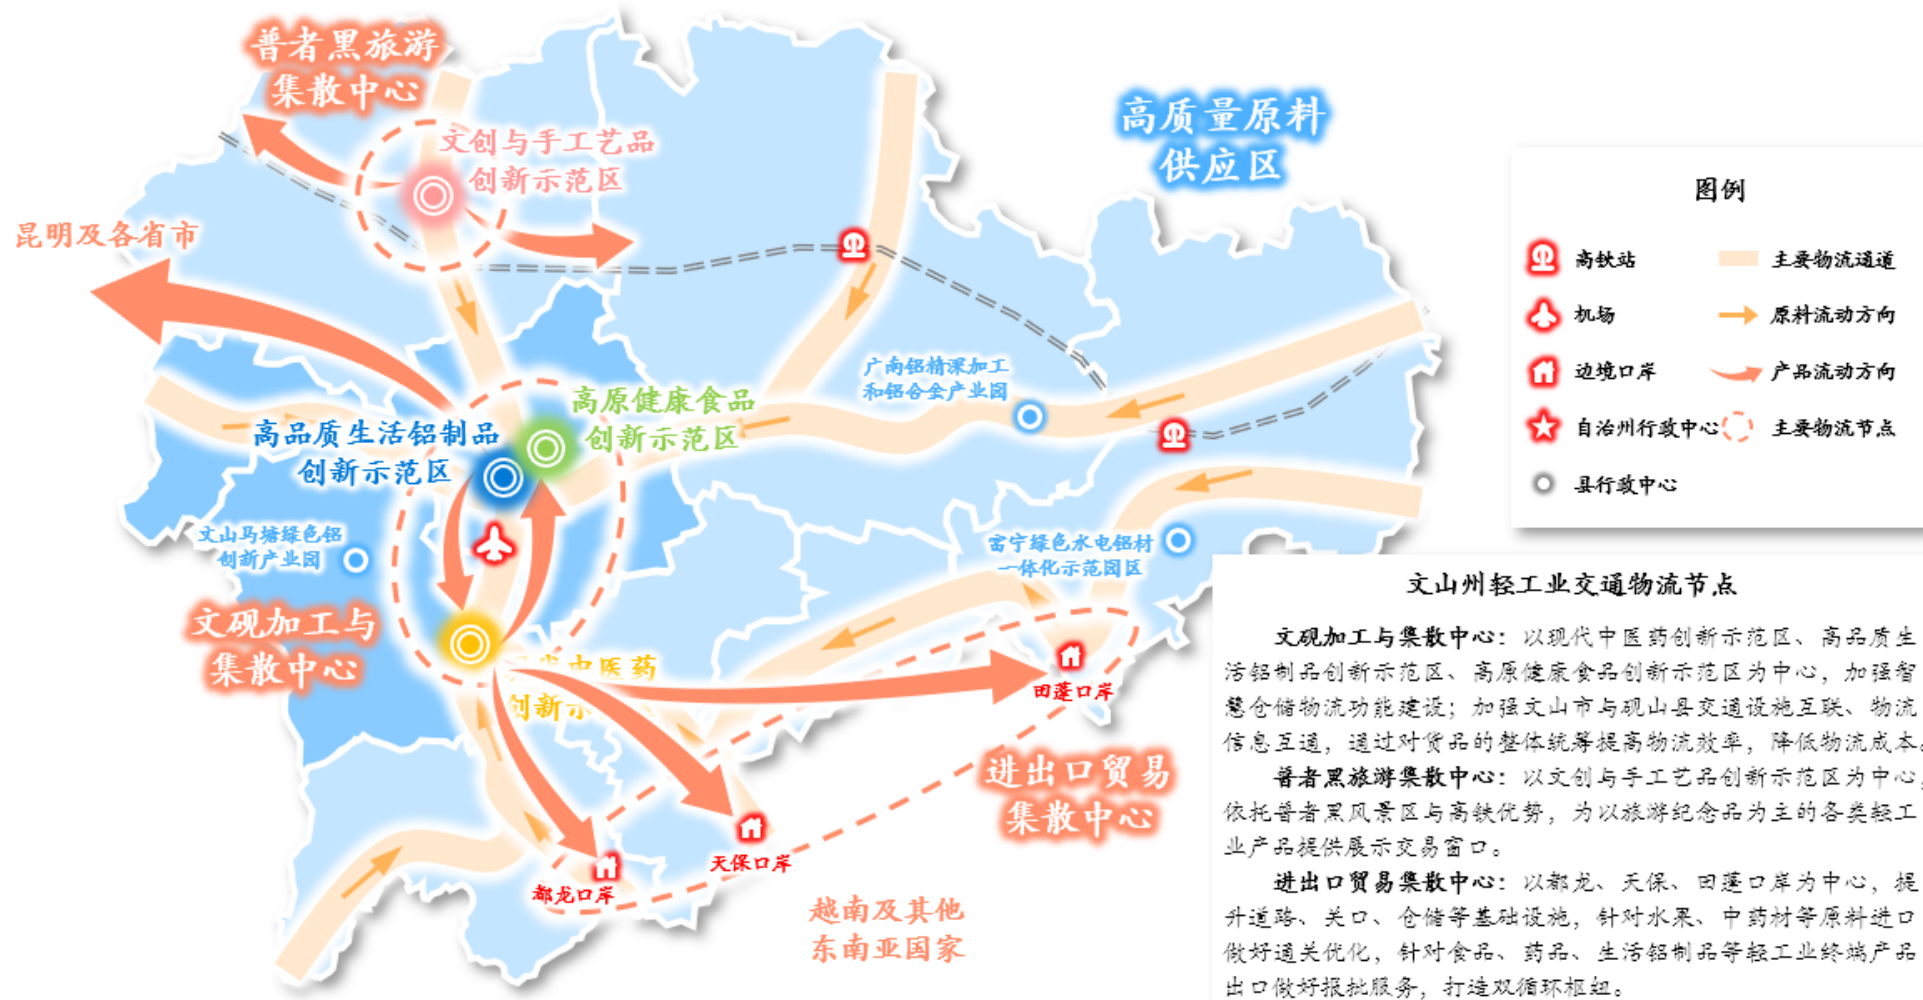 普者黑旅游
集散中心
文创与手工艺品
创新示范区
昆明及各省市
高质量原料
供应区
广南铝精深加工
和铝合金产业园
高原健康食品
创新示范区
高品质生活铝制品
创新示范区
文山马塘绿色铝
创新产业园
富宁绿色水电铝材
一体化示范园区
文砚加工与
集散中心
中医药
创新示
田蓬口岸
进出口贸易
集散中心
天保口岸
都龙口岸
越南及其他
东南亚国家
图例
高铁站
主要物流通道
机场
原料流动方向
边境口岸
产品流动方向
自治州行政中心
主要物流节点
县行政中心
文山州轻工业交通物流节点
文砚加工与集散中心：以现代中医药创新示范区、高品质生
活铝制品创新示范区、高原健康食品创新示范区为中心，加强智
慧仓储物流功能建设；加强文山市与砚山县交通设施互联、物流
信息互通，通过对货品的整体统筹提高物流效率，降低物流成本。
普者黑旅游集散中心：以文创与手工艺品创新示范区为中心，
依托普者黑风景区与高铁优势，为以旅游纪念品为主的各类轻工
业产品提供展示交易窗口。
进出口贸易集散中心：以都龙、天保、田蓬口岸为中心，提
升道路、关口、仓储等基础设施，针对水果、中药材等原料进口
做好通关优化，针对食品、药品、生活铝制品等轻工业终端产品
出口做好报批服务，打造双循环枢纽。